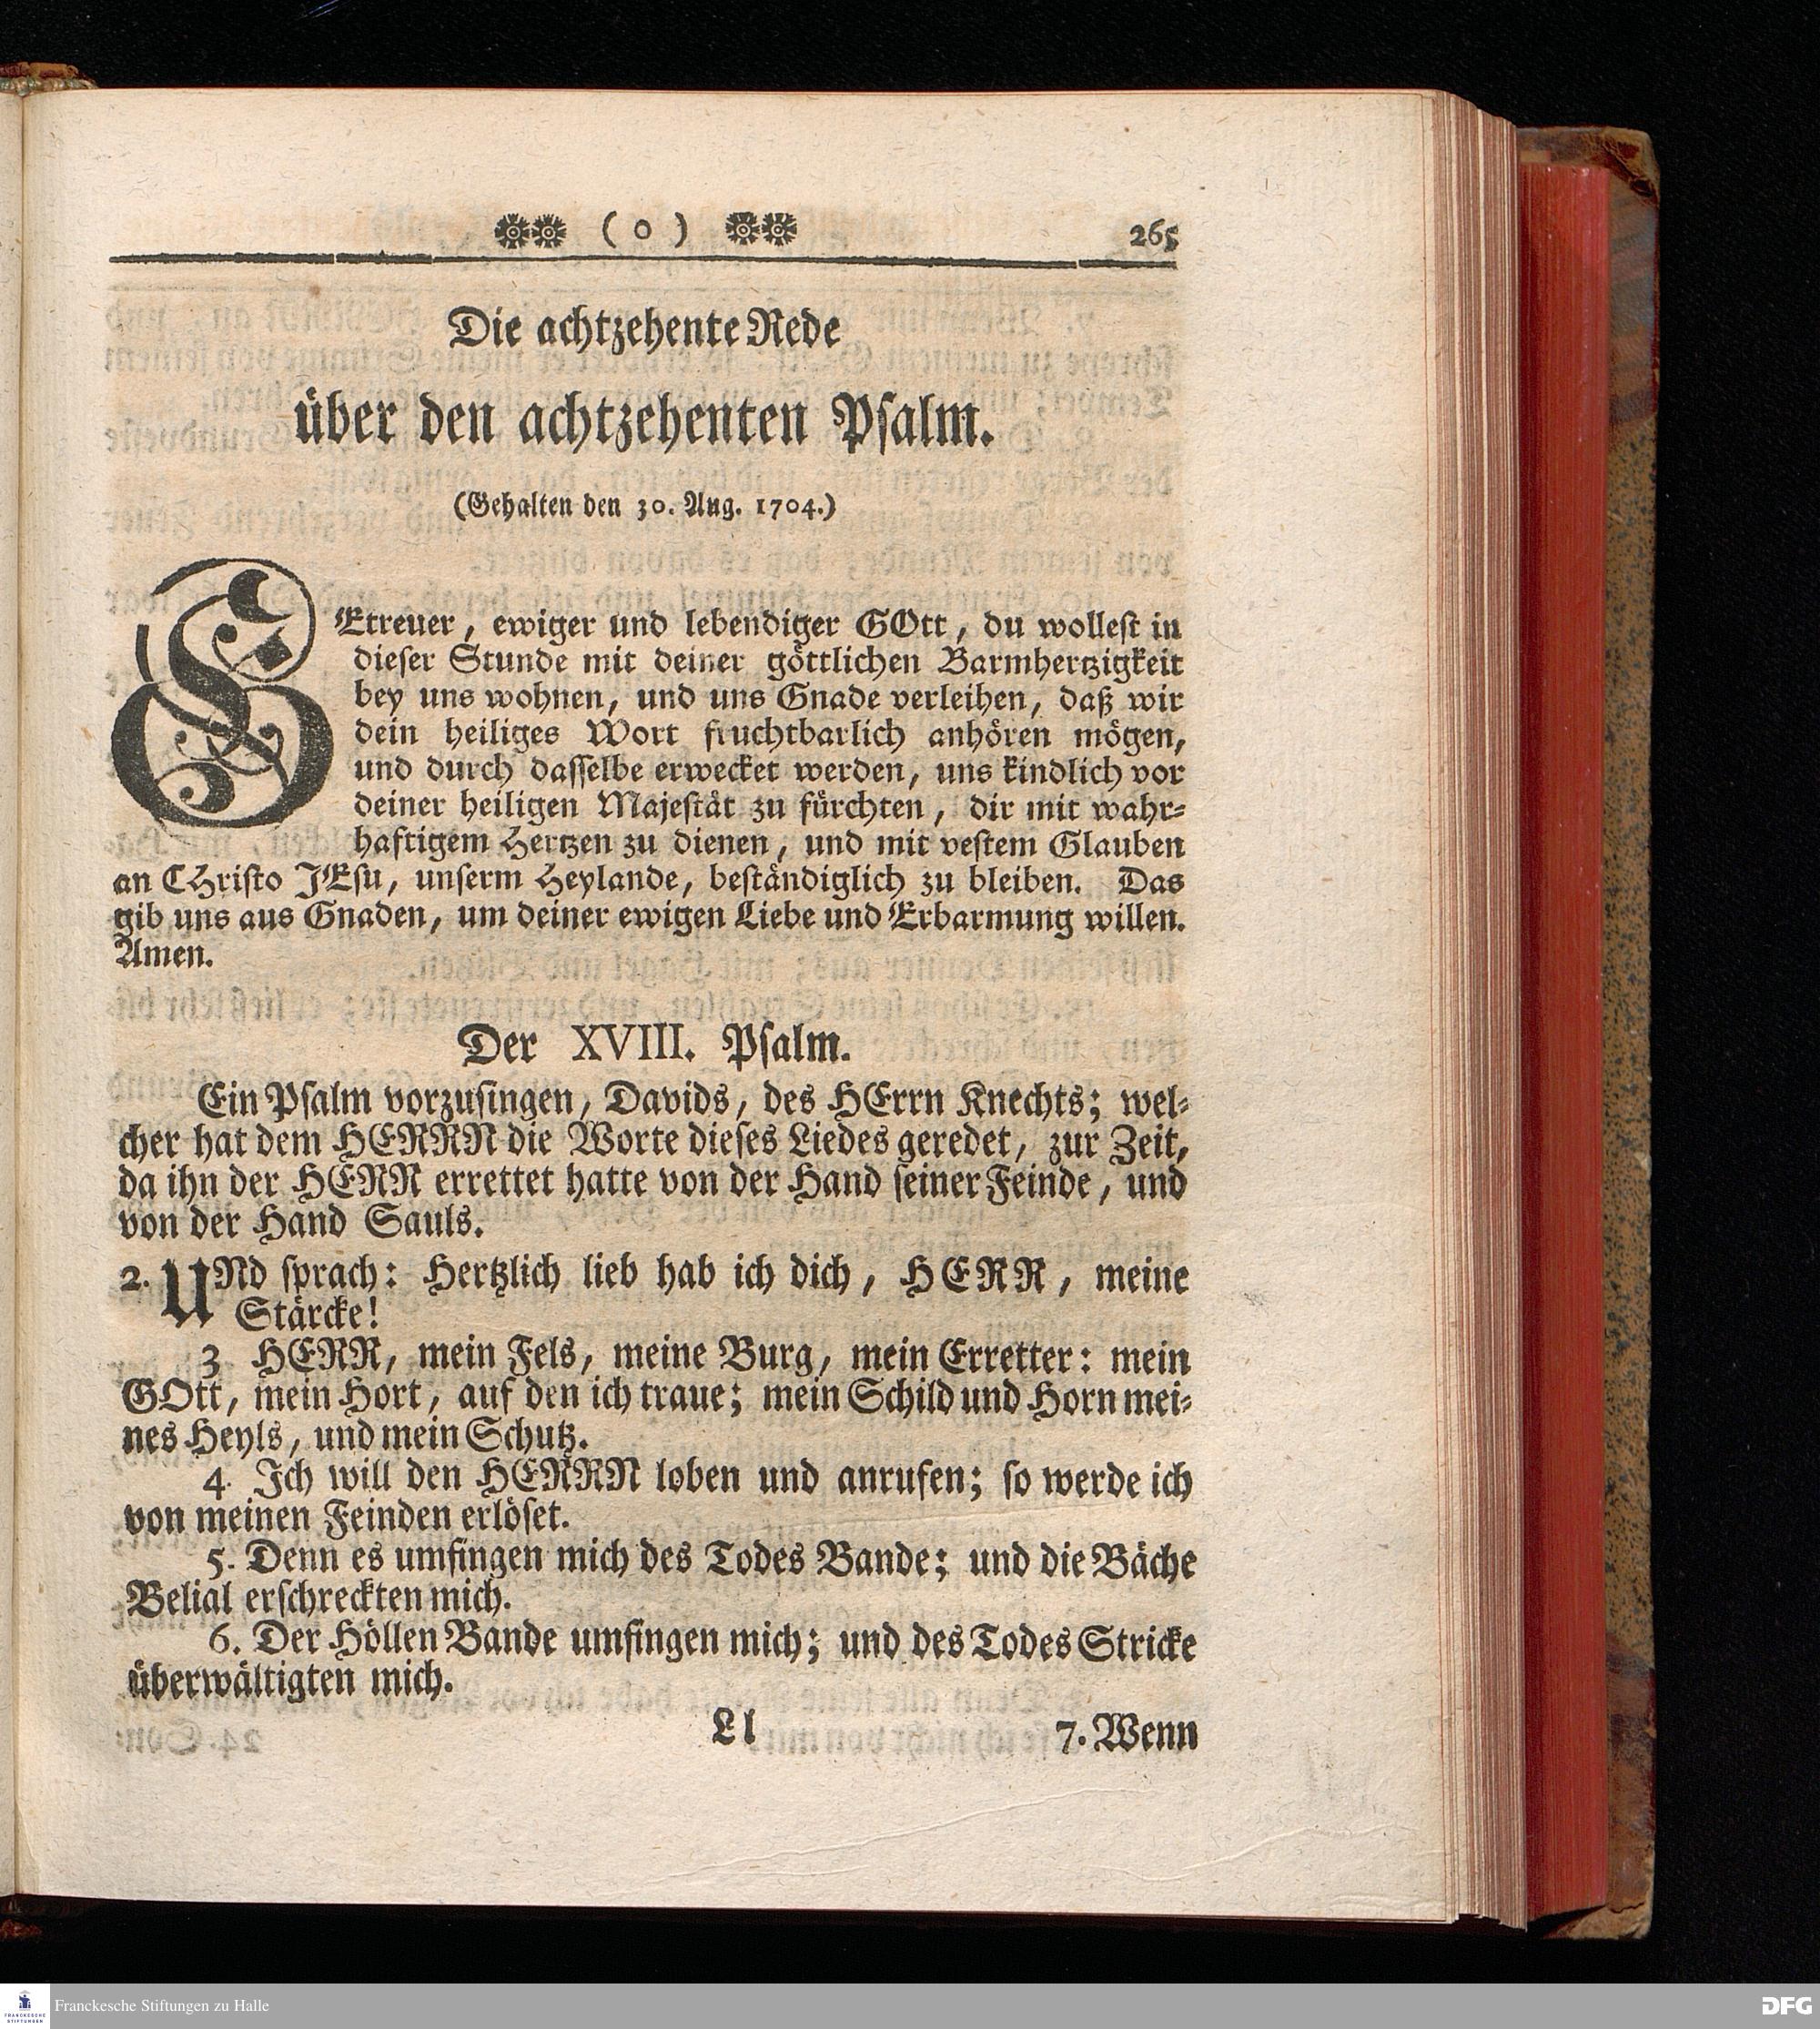 ( o ) 265
Die achtzehente Rede
über den achtzehenten Psalm.
(Gehalten den 30. Aug. 1704.)
GEtreuer, ewiger und lebendiger GOtt, du wollest in
dieser Stunde mit deiner göttlichen Barmhertzigkeit
bey uns wohnen, und uns Gnade verleihen, daß wir
dein heiliges Wort fruchtbarlich anhören mögen,
und durch dasselbe erwecket werden, uns kindlich vor
deiner heiligen Majestät zu fürchten, dir mit wahr-
haftigem Hertzen zu dienen, und mit vestem Glauben
an CHristo JEsu, unserm Heylande, beständiglich zu bleiben. Das
gib uns aus Gnaden, um deiner ewigen Liebe und Erbarmung willen.
Amen.
Der XVIII. Psalm.
Ein Psalm vorzusingen, Davids, des HErrn Knechts; wel-
cher hat dem HERRN die Worte dieses Liedes geredet, zur Zeit,
da ihn der HERR errettet hatte von der Hand seiner Feinde, und
von der Hand Sauls.
2. UNd sprach: Hertzlich lieb hab ich dich, HERR, meine
Stärcke!
3 HERR, mein Fels, meine Burg, mein Erretter: mein
GOtt, mein Hort, auf den ich traue; mein Schild und Horn mei-
nes Heyls, und mein Schutz.
4. Ich will den HERRN loben und anrufen; so werde ich
von meinen Feinden erlöset.
5. Denn es umfingen mich des Todes Bande; und die Bäche
Belial erschreckten mich.
6. Der Höllen Bande umfingen mich; und des Todes Stricke
überwältigten mich.
Ll 7. Wenn
FRANCKESCHE STIFTUNGEN Franckesche Stiftungen zu Halle DFG